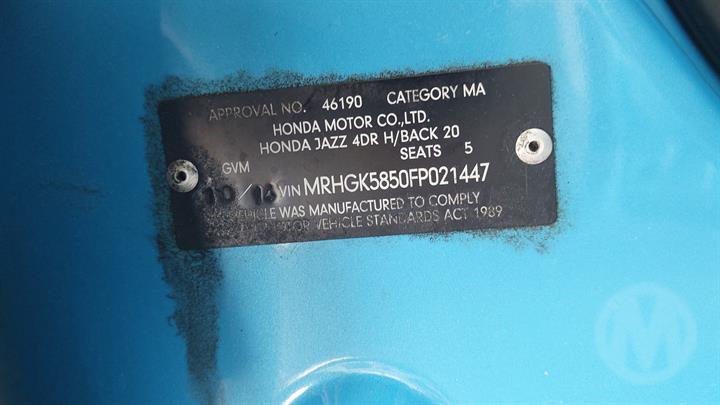 APPROVAL NO. 46190 CATEGORY MA
HONDA MOTOR CO.,LTD.
HONDA JAZZ 4DR H/BACK 20
GVM SEATS 5
VIN MRHGK5850FP021447
VEHICLE WAS MANUFACTURED TO COMPLY
MOTOR VEHICLE STANDARDS ACT 1989
M